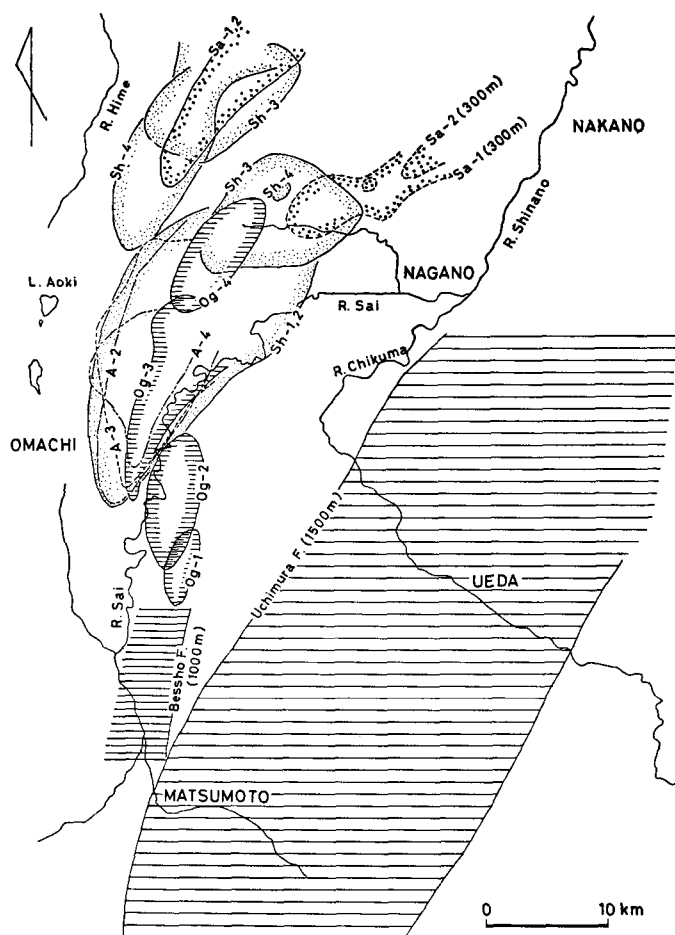 Sa-1,2
R. Hime
Sh-3
Sh-4
Sa-2 (300m)
Sa-1 (300m)
NAKANO
Sh-3
Sh-4
R. Shinano
NAGANO
L. Aoki
Og-4
R. Sai
Sh-1,2
A-4
A-2
Og-3
R. Chikuma
A-3
OMACHI
Og-2
Uchimura F. (1500m)
Og-1
UEDA
R. Sai
Bessho F.
(1000m)
MATSUMOTO
0 10 km